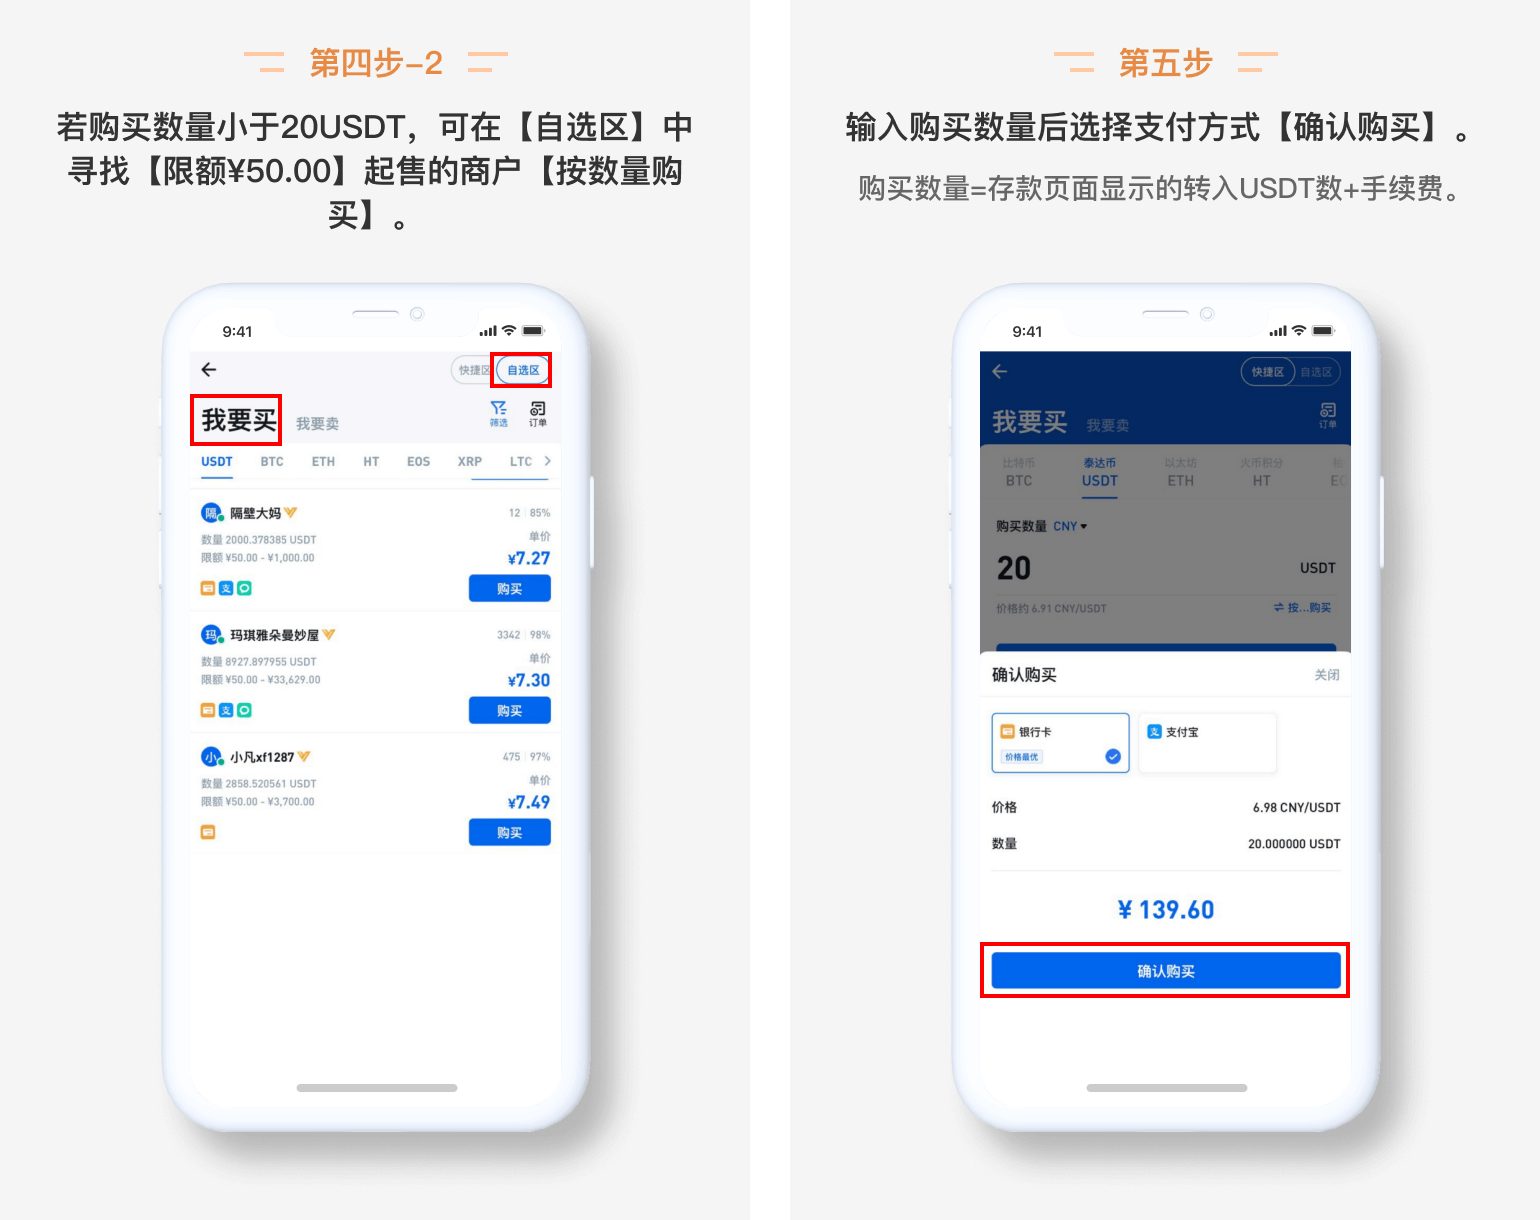 第四步-2
若购买数量小于20USDT，可在【自选区】中
寻找【限额¥50.00】起售的商户【按数量购
买】。
9:41
快捷区
自选区
我要买
我要卖
筛选
订单
USDT
BTC
ETH
HT
EOS
XRP
LTC
隔
隔壁大妈
12 | 85%
数量 2000.378385 USDT
单价
限额 ¥50.00 - ¥1,000.00
¥7.27
支
购买
玛
玛琪雅朵曼妙屋
3342 | 98%
数量 8927.897955 USDT
单价
限额 ¥50.00 - ¥33,629.00
¥7.30
支
购买
小
小凡xf1287
475 | 97%
数量 2858.520561 USDT
单价
限额 ¥50.00 - ¥3,700.00
¥7.49
购买
第五步
输入购买数量后选择支付方式【确认购买】。
购买数量=存款页面显示的转入USDT数+手续费。
9:41
快捷区
自选区
我要买
我要卖
订单
比特币
泰达币
以太坊
火币积分
BTC
USDT
ETH
HT
购买数量 CNY
20
USDT
价格约 6.91 CNY/USDT
按...购买
确认购买
关闭
银行卡
支 支付宝
价格最优
价格
6.98 CNY/USDT
数量
20.000000 USDT
¥ 139.60
确认购买